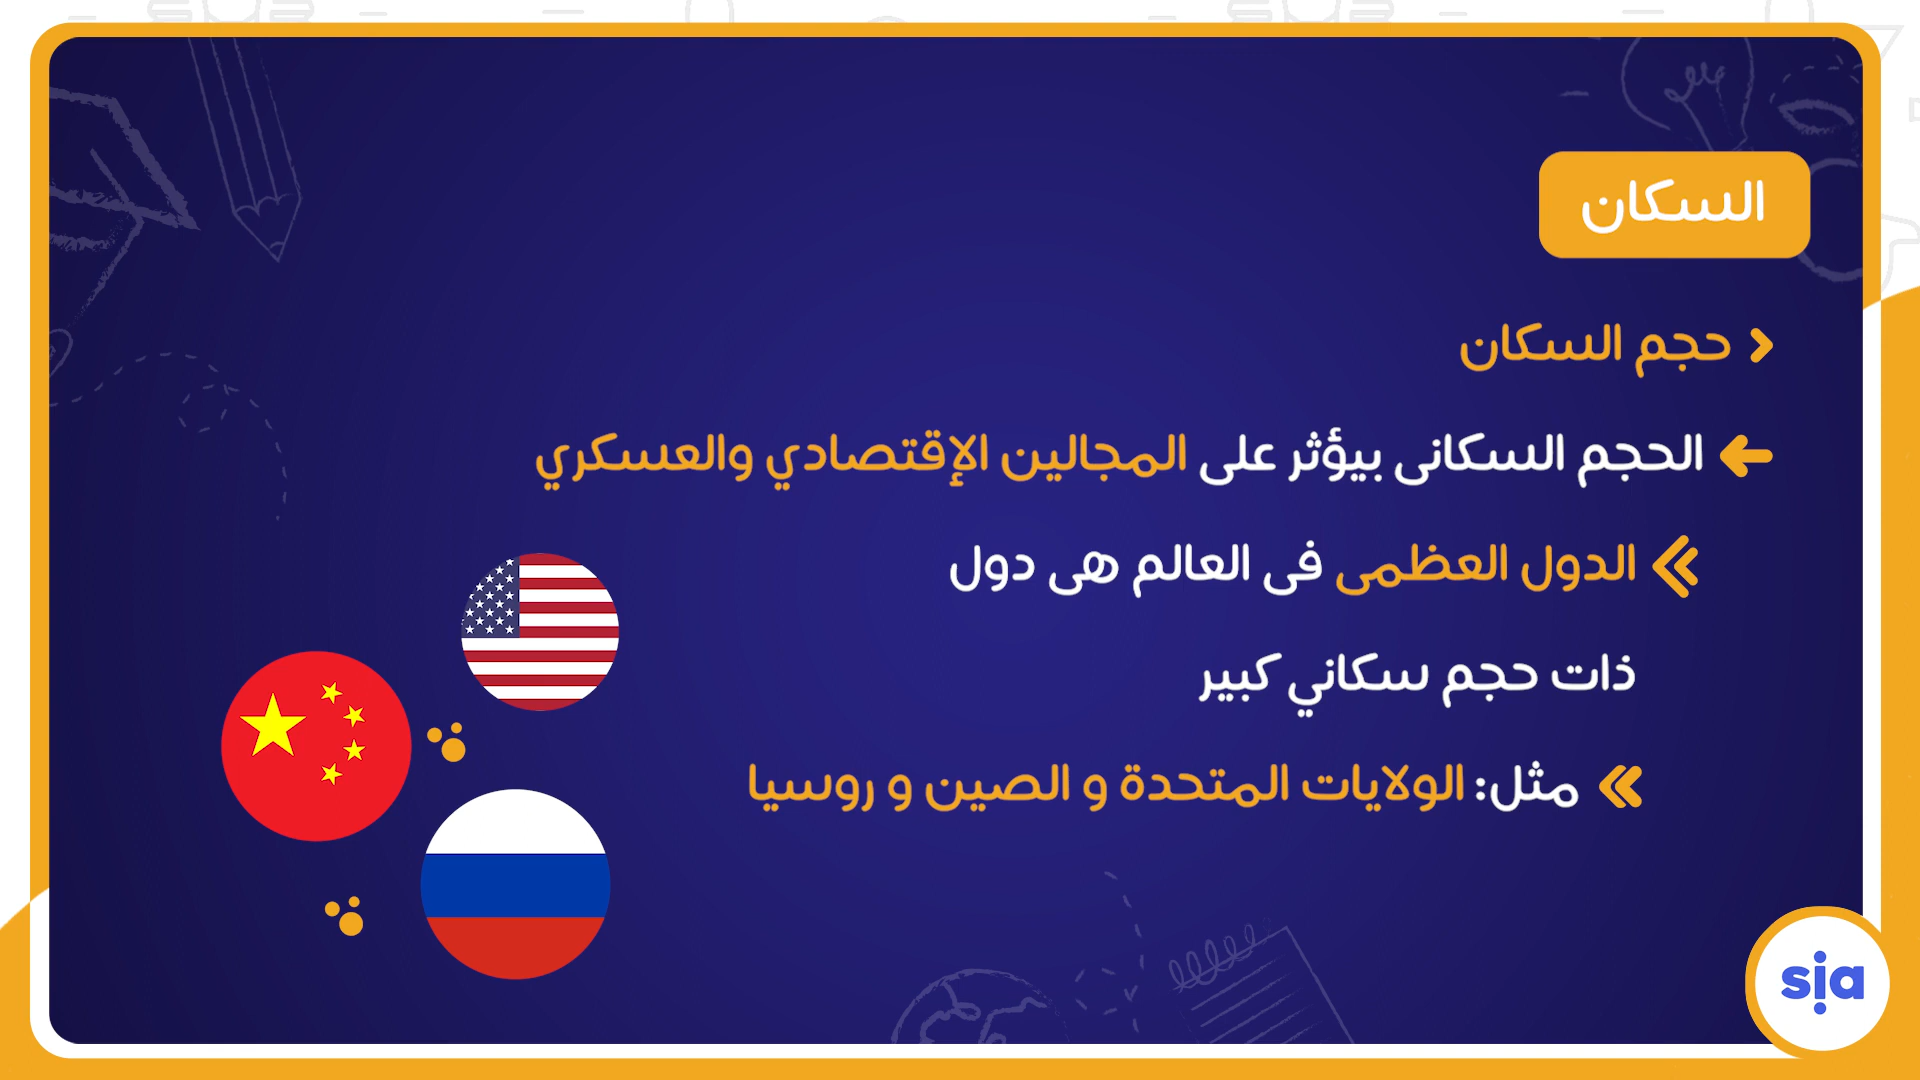 السكان
حجم السكان
الحجم السكانى بيؤثر على المجالين الإقتصادي والعسكري
الدول العظمى فى العالم هى دول
ذات حجم سكاني كبير
مثل: الولايات المتحدة و الصين و روسيا
sia